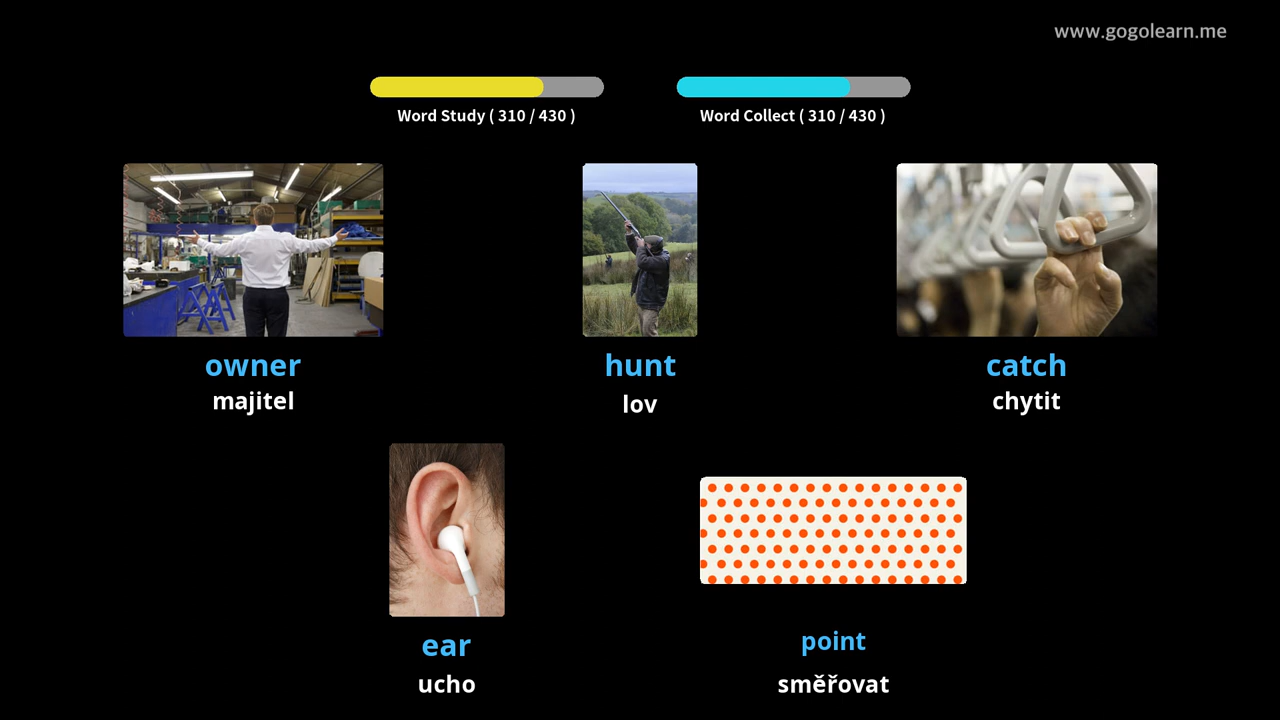 www.gogolearn.me
Word Study ( 310 / 430 )
Word Collect ( 310 / 430 )
owner
majitel
hunt
lov
catch
chytit
ear
ucho
point
směřovat